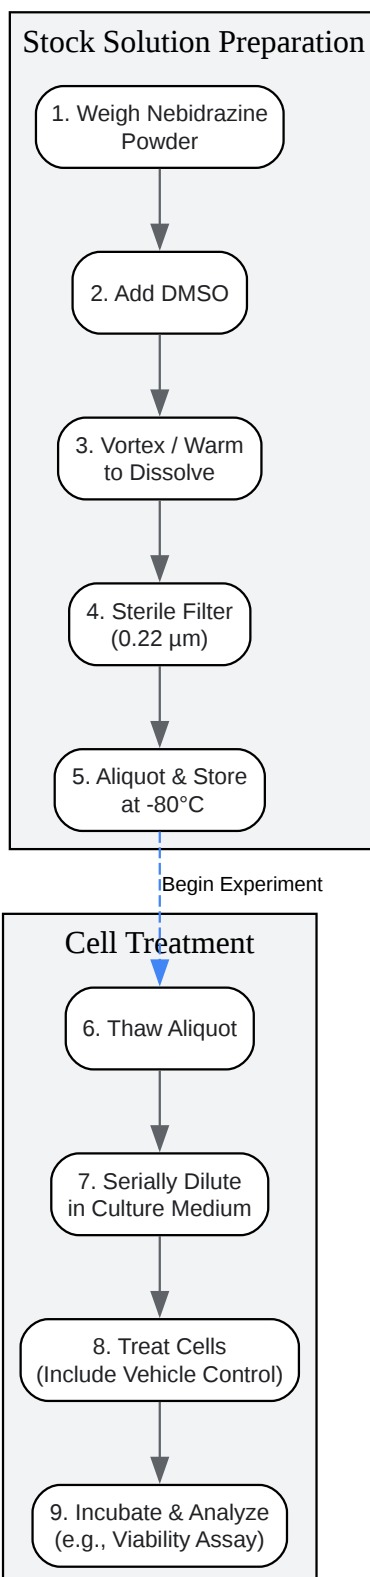 Stock Solution Preparation
1. Weigh Nebidrazine
Powder
2. Add DMSO
3. Vortex / Warm
to Dissolve
4. Sterile Filter
(0.22 µm)
5. Aliquot & Store
at -80°C
Begin Experiment
Cell Treatment
6. Thaw Aliquot
7. Serially Dilute
in Culture Medium
8. Treat Cells
(Include Vehicle Control)
9. Incubate & Analyze
(e.g., Viability Assay)